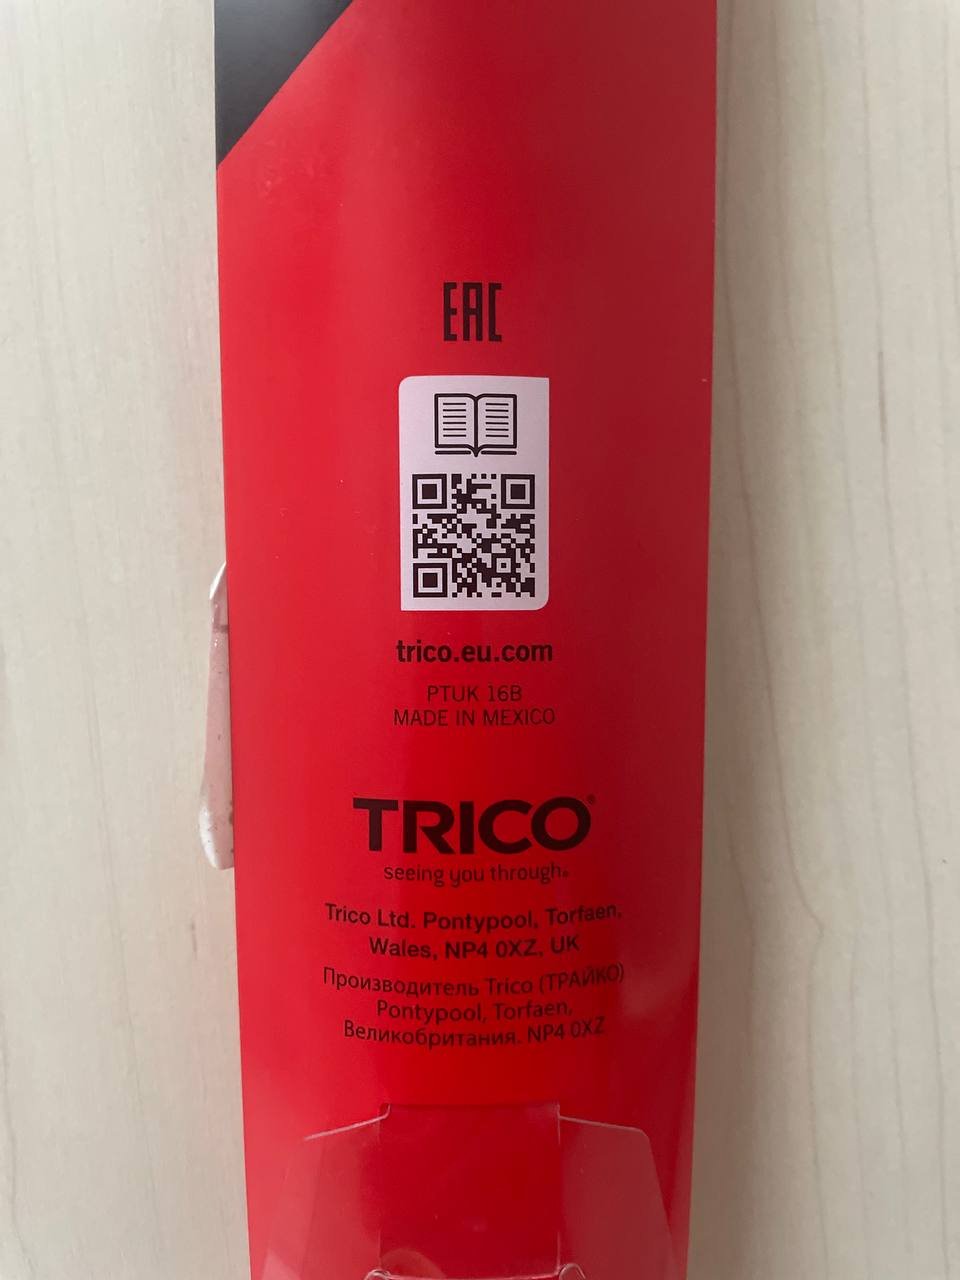 EAC
trico.eu.com
PTUK 16B
MADE IN MEXICO
TRICO®
seeing you through®
Trico Ltd. Pontypool, Torfaen,
Wales, NP4 0XZ, UK
Производитель Trico (ТРАЙКО)
Pontypool, Torfaen,
Великобритания. NP4 0XZ